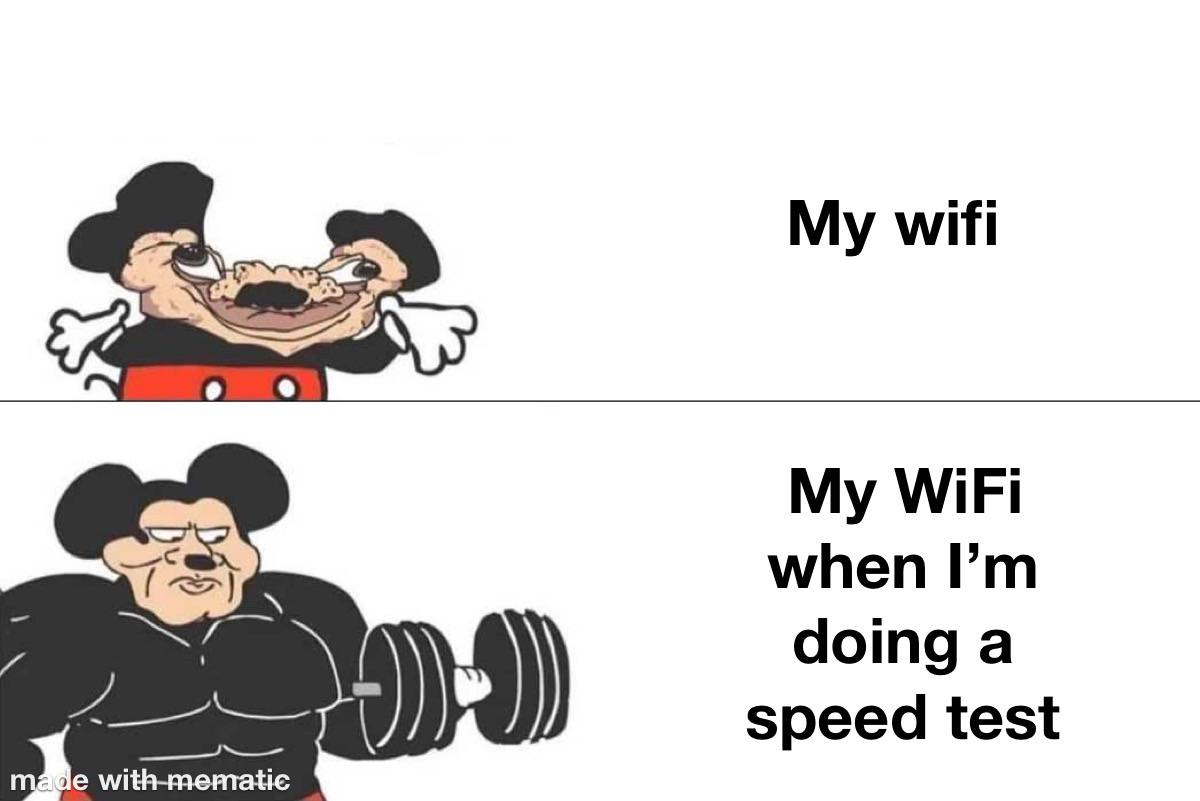 My wifi
My WiFi
when I’m
doing a
speed test
made with mematic